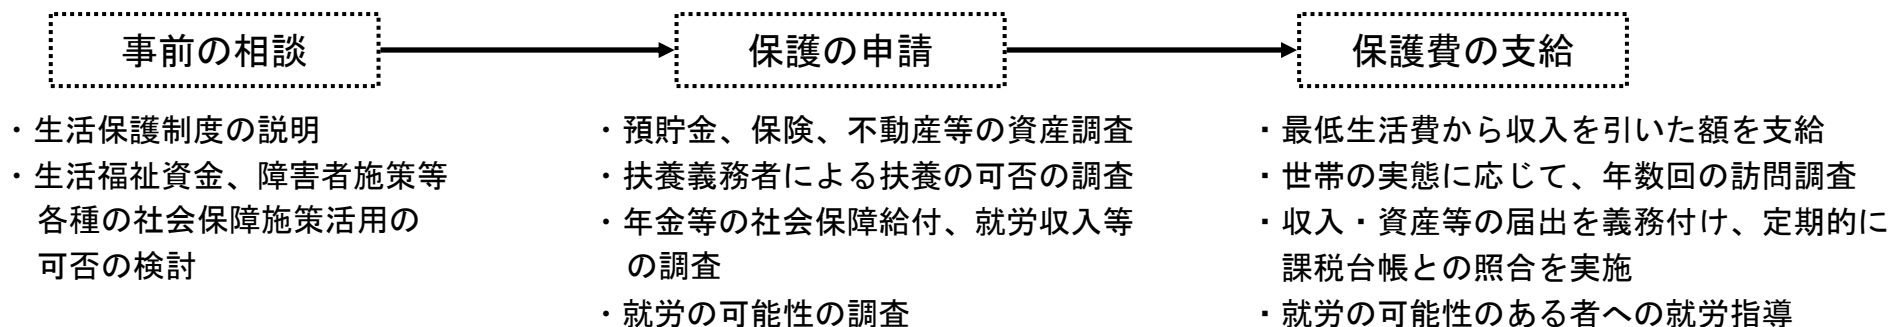 事前の相談
保護の申請
保護費の支給
・生活保護制度の説明
・生活福祉資金、障害者施策等
各種の社会保障施策活用の
可否の検討
・預貯金、保険、不動産等の資産調査
・扶養義務者による扶養の可否の調査
・年金等の社会保障給付、就労収入等
の調査
・就労の可能性の調査
・最低生活費から収入を引いた額を支給
・世帯の実態に応じて、年数回の訪問調査
・収入・資産等の届出を義務付け、定期的に
課税台帳との照合を実施
・就労の可能性のある者への就労指導